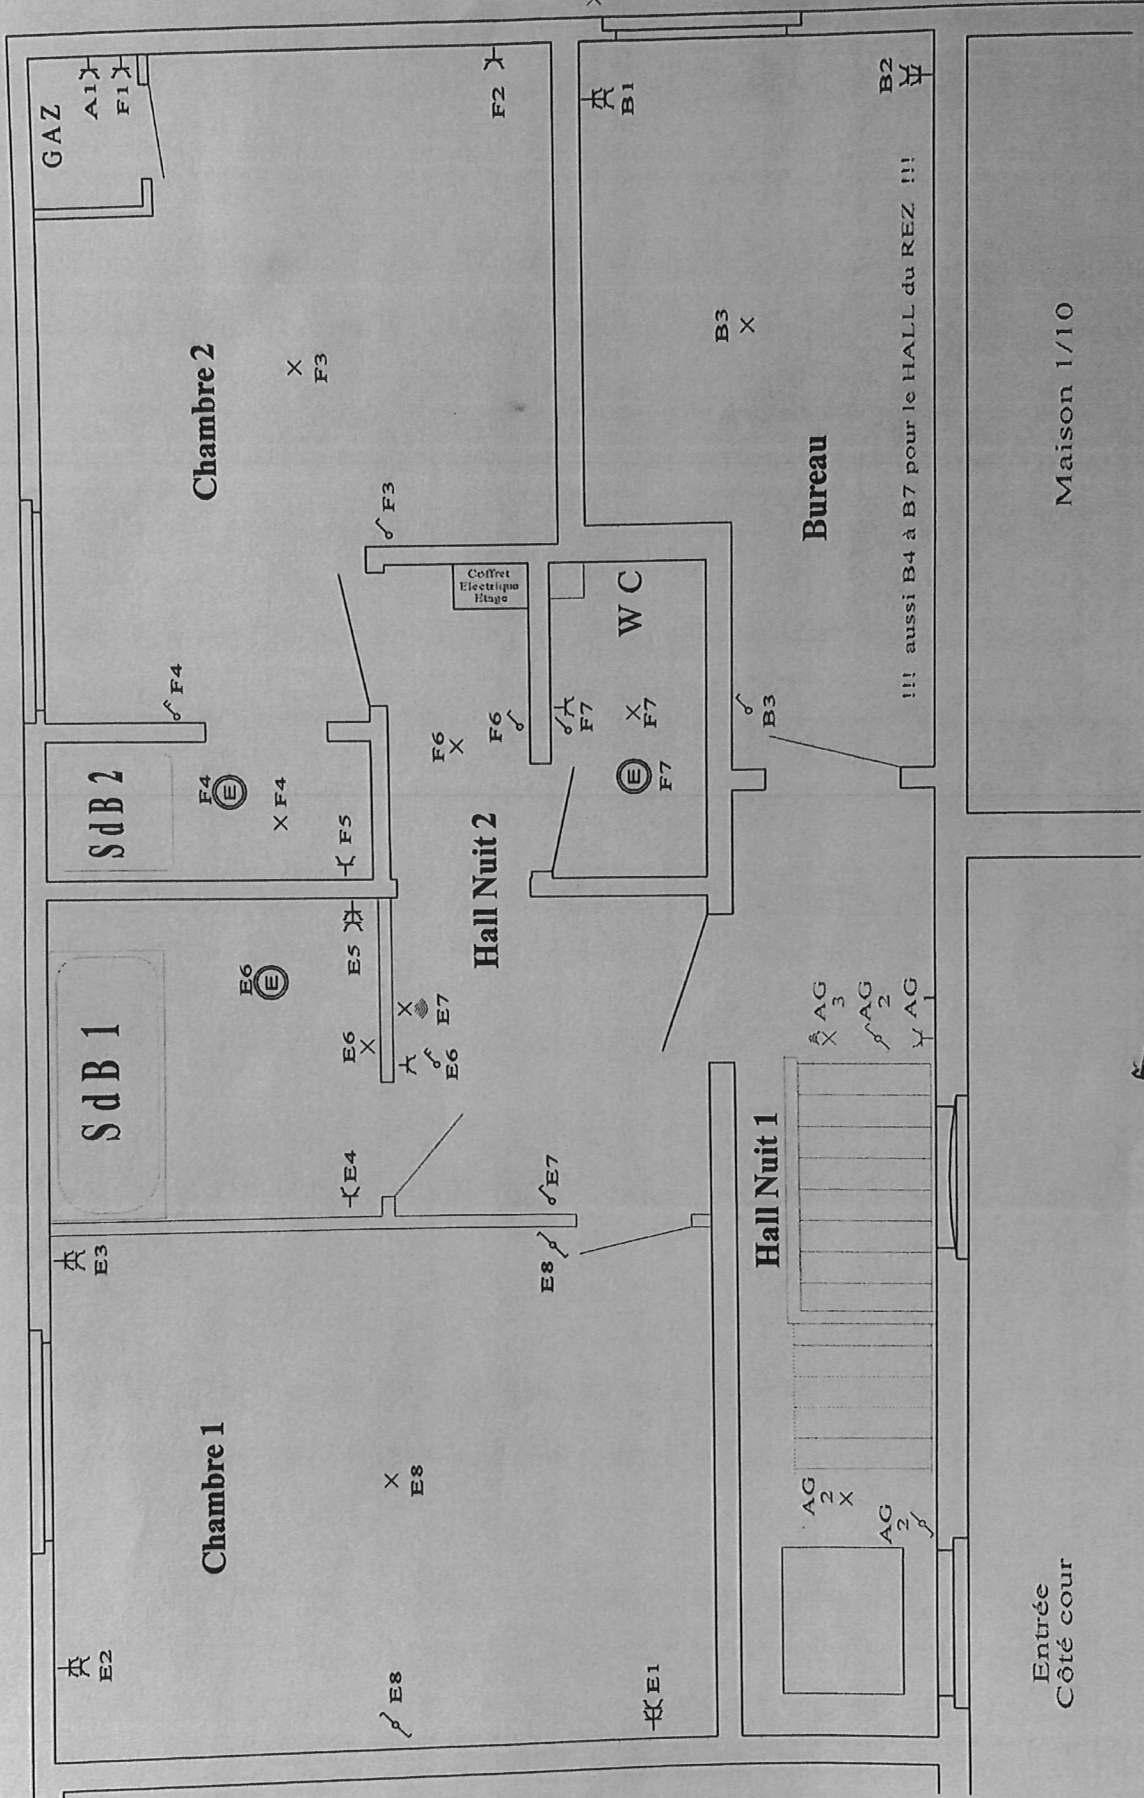 GAZ
A1
F1
E2
E3
SdB 1
SdB 2
F4
Chambre 1
Chambre 2
F4
E6
F4
F3
E4
E6
E5
F5
E8
E8
F3
E7
E6
F6
Coffret
Electrique
Etage
F6
F2
Hall Nuit 2
E8
E7
F7
W C
F7
F7
B1
E1
B3
B3
Hall Nuit 1
AG
2
AG
3
Bureau
AG
2
AG
2
AG
B2
!!! aussi B4 à B7 pour le HALL du REZ !!!
Entrée
Côté cour
Maison 1/10